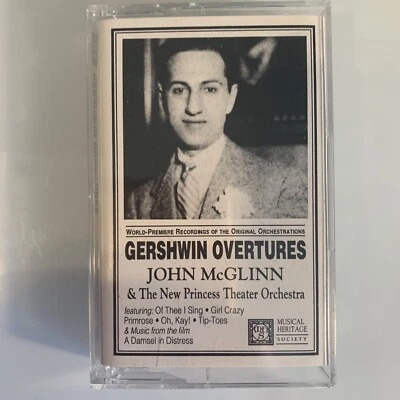 WORLD-PREMIERE RECORDINGS OF THE ORIGINAL ORCHESTRATIONS
GERSHWIN OVERTURES
JOHN McGLINN
& The New Princess Theater Orchestra
featuring: Of Thee I Sing • Girl Crazy
Primrose • Oh, Kay! • Tip-Toes
& Music from the film
A Damsel in Distress
MHS
MUSICAL
HERITAGE
SOCIETY